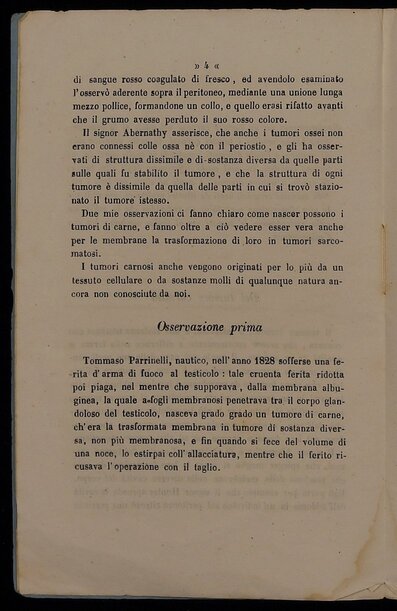 » 4 «
di sangue rosso coagulato di fresco, ed avendolo esaminato
l'osservò aderente sopra il peritoneo, mediante una unione lunga
mezzo pollice, formandone un collo, e quello erasi rifatto avanti
che il grumo avesse perduto il suo rosso colore.
Il signor Abernathy asserisce, che anche i tumori ossei non
erano connessi colle ossa nè con il periostio, e gli ha osser-
vati di struttura dissimile e di sostanza diversa da quelle parti
sulle quali fu stabilito il tumore, e che la struttura di ogni
tumore è dissimile da quella delle parti in cui si trovò stazio-
nato il tumore istesso.
Due mie osservazioni ci fanno chiaro come nascer possono i
tumori di carne, e fanno oltre a ciò vedere esser vera anche
per le membrane la trasformazione di loro in tumori sarco-
matosi.
I tumori carnosi anche vengono originati per lo più da un
tessuto cellulare o da sostanze molli di qualunque natura an-
cora non conosciute da noi.
Osservazione prima
Tommaso Parrinelli, nautico, nell'anno 1828 sofferse una fe-
rita d'arma di fuoco al testicolo: tale cruenta ferita ridotta
poi piaga, nel mentre che supporava, dalla membrana albu-
ginea, la quale a fogli membranosi penetrava tra il corpo glan-
doloso del testicolo, nasceva grado grado un tumore di carne,
ch'era la trasformata membrana in tumore di sostanza diver-
sa, non più membranosa, e fin quando si fece del volume di
una noce, lo estirpai coll'allacciatura, mentre che il ferito ri-
cusava l'operazione con il taglio.